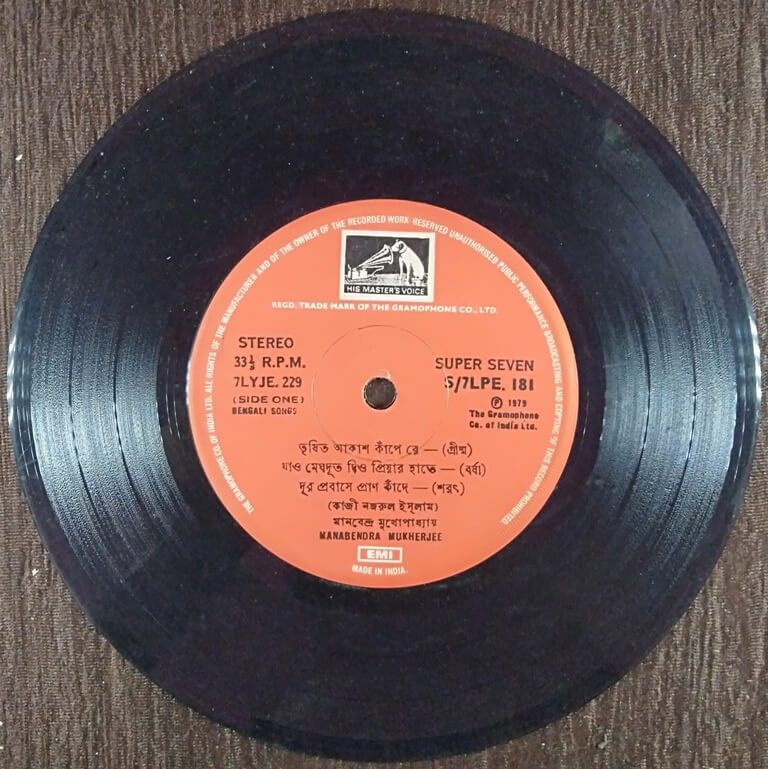 THE GRAMOPHONE CO. OF INDIA LTD. ALL RIGHTS OF THE MANUFACTURER AND OF THE OWNER OF THE RECORDED WORK RESERVED UNAUTHORISED PUBLIC PERFORMANCE BROADCASTING AND COPYING OF THIS RECORD PROHIBITED.
HIS MASTER'S VOICE
REGD. TRADE MARK OF THE GRAMOPHONE CO., LTD.
STEREO
33⅓ R.P.M.
7LYJE. 229
(SIDE ONE)
BENGALI SONGS
SUPER SEVEN
S/7LPE. 181
Ⓟ 1979
The Gramophone
Co. of India Ltd.
তৃষিত আকাশ কাঁপে রে — (গ্রীষ্ম)
যাও মেঘদূত দিও প্রিয়ার হাতে — (বর্ষা)
দূর প্রবাসে প্রাণ কাঁদে — (শরৎ)
(কাজী নজরুল ইস্লাম)
মানবেন্দ্র মুখোপাধ্যায়
MANABENDRA MUKHERJEE
EMI
MADE IN INDIA.